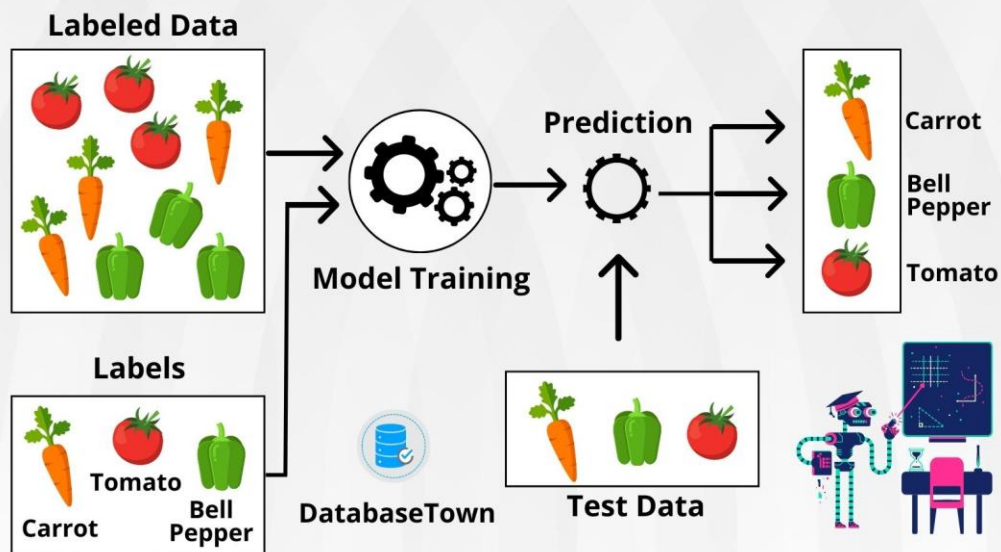 Labeled Data
Model Training
Prediction
Carrot
Bell
Pepper
Tomato
Labels
Carrot
Tomato
Bell
Pepper
DatabaseTown
Test Data